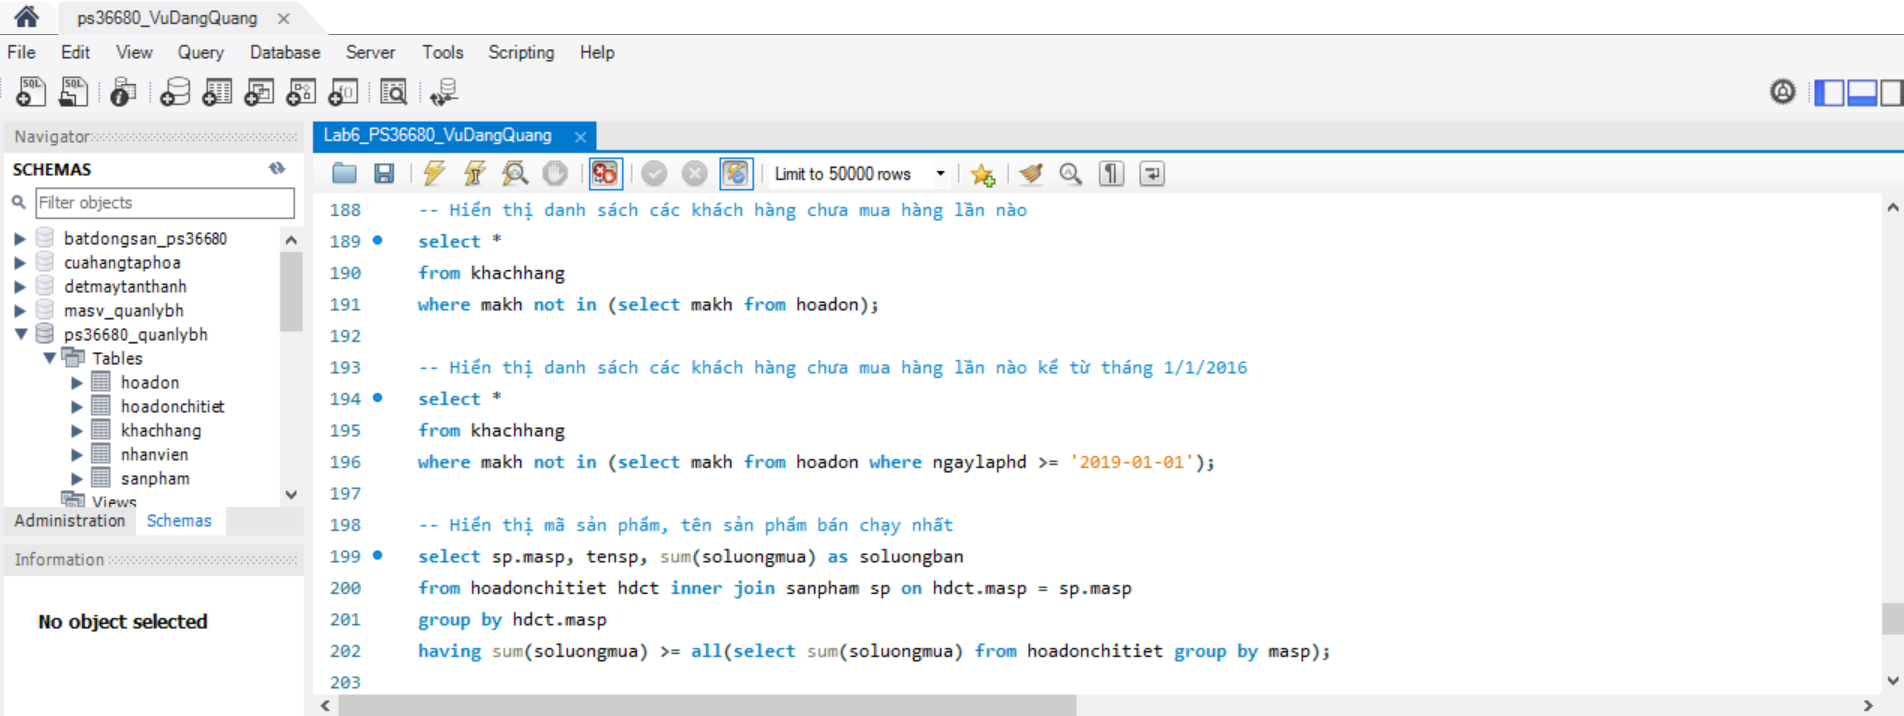 ps36680_VuDangQuang
File Edit View Query Database Server Tools Scripting Help
Navigator
SCHEMAS
Filter objects
batdongsan_ps36680
cuahangtaphoa
detmaytanthanh
masv_quanlybh
ps36680_quanlybh
Tables
hoadon
hoadonchitiet
khachhang
nhanvien
sanpham
Views
Administration Schemas
Information
No object selected
Lab6_PS36680_VuDangQuang
Limit to 50000 rows
188 -- Hiển thị danh sách các khách hàng chưa mua hàng lần nào
189 select *
190 from khachhang
191 where makh not in (select makh from hoadon);
192
193 -- Hiển thị danh sách các khách hàng chưa mua hàng lần nào kể từ tháng 1/1/2016
194 select *
195 from khachhang
196 where makh not in (select makh from hoadon where ngaylaphd >= '2019-01-01');
197
198 -- Hiển thị mã sản phẩm, tên sản phẩm bán chạy nhất
199 select sp.masp, tensp, sum(soluongmua) as soluongban
200 from hoadonchitiet hdct inner join sanpham sp on hdct.masp = sp.masp
201 group by hdct.masp
202 having sum(soluongmua) >= all(select sum(soluongmua) from hoadonchitiet group by masp);
203